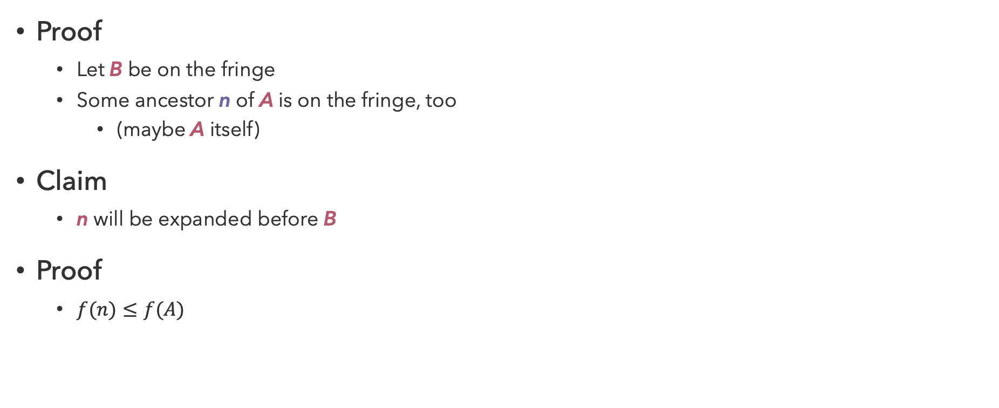 • Proof
• Let B be on the fringe
• Some ancestor n of A is on the fringe, too
• (maybe A itself)
• Claim
• n will be expanded before B
• Proof
• f(n) ≤ f(A)